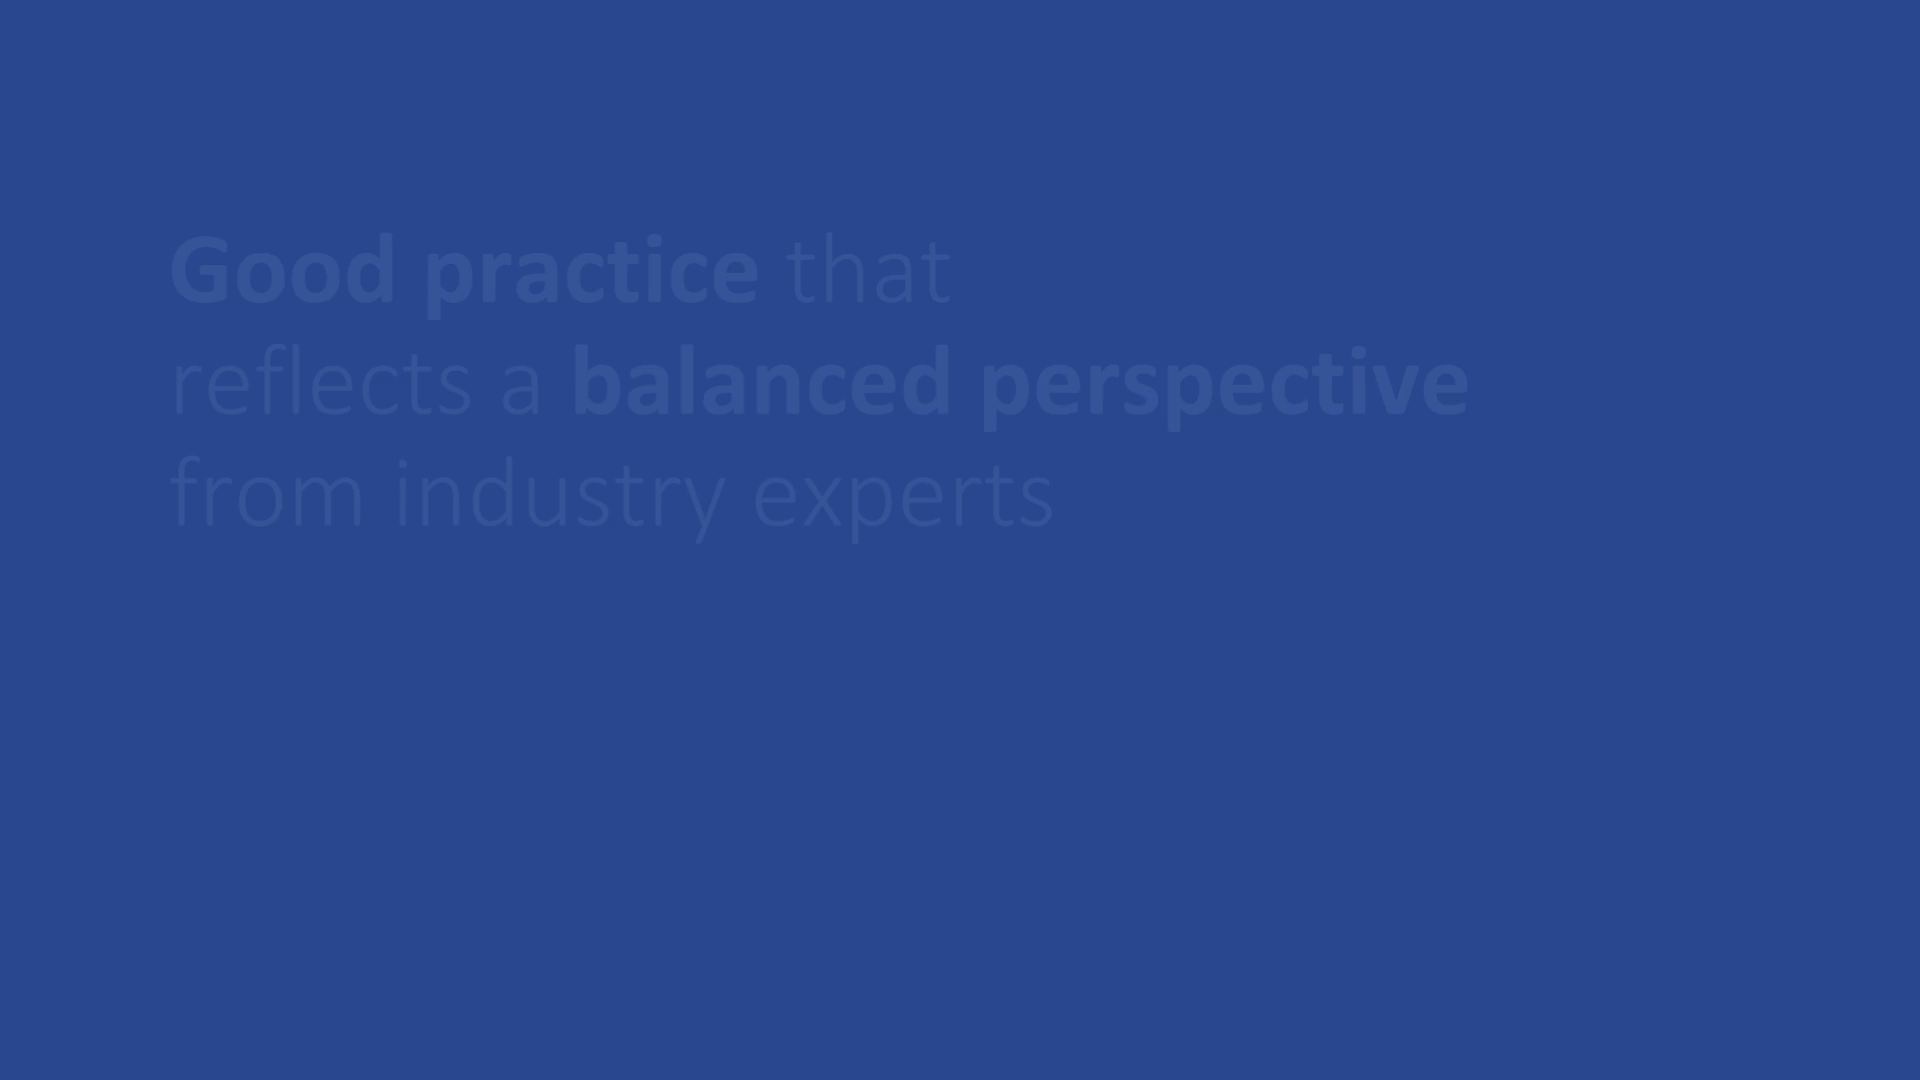 Good practice that
reflects a balanced perspective
from industry experts